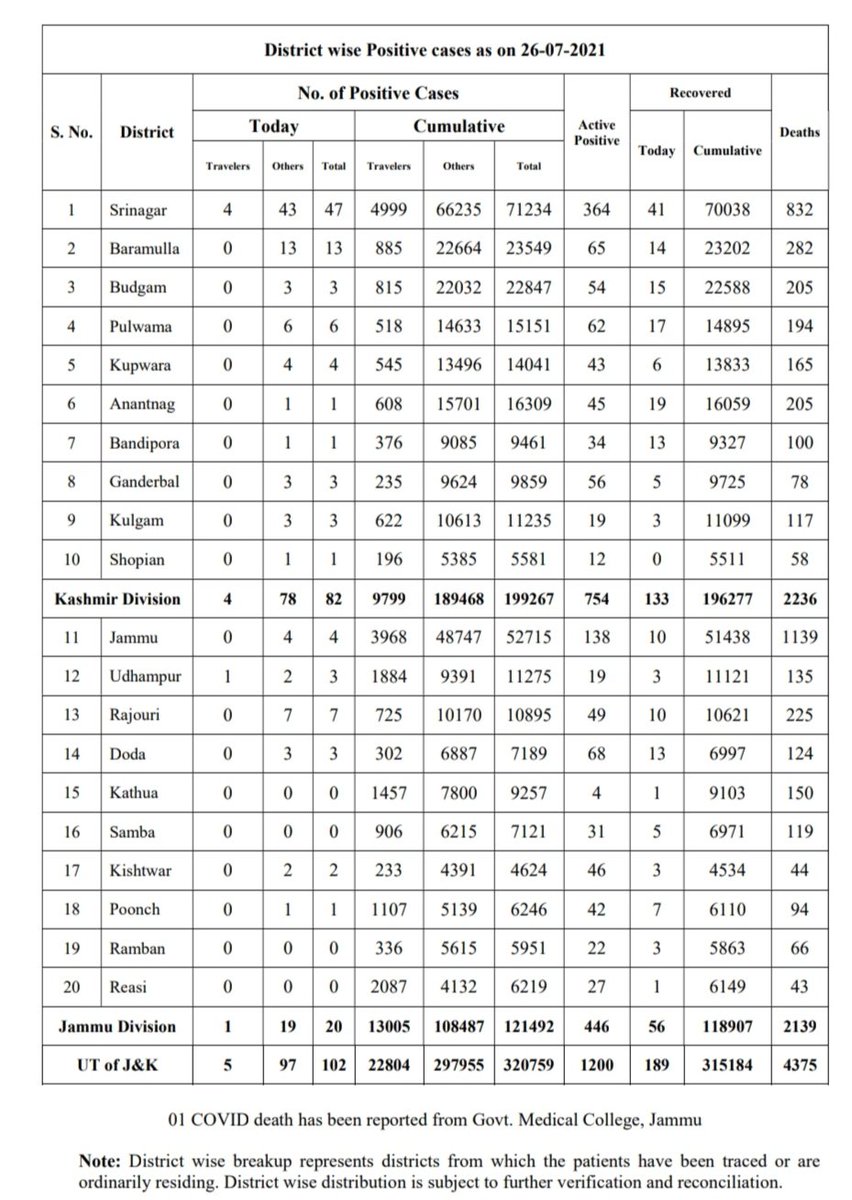 District wise Positive cases as on 26-07-2021
S. No. District No. of Positive Cases Active Positive Recovered Deaths
Today Cumulative Today Cumulative
Travelers Others Total Travelers Others Total
1 Srinagar 4 43 47 4999 66235 71234 364 41 70038 832
2 Baramulla 0 13 13 885 22664 23549 65 14 23202 282
3 Budgam 0 3 3 815 22032 22847 54 15 22588 205
4 Pulwama 0 6 6 518 14633 15151 62 17 14895 194
5 Kupwara 0 4 4 545 13496 14041 43 6 13833 165
6 Anantnag 0 1 1 608 15701 16309 45 19 16059 205
7 Bandipora 0 1 1 376 9085 9461 34 13 9327 100
8 Ganderbal 0 3 3 235 9624 9859 56 5 9725 78
9 Kulgam 0 3 3 622 10613 11235 19 3 11099 117
10 Shopian 0 1 1 196 5385 5581 12 0 5511 58
Kashmir Division 4 78 82 9799 189468 199267 754 133 196277 2236
11 Jammu 0 4 4 3968 48747 52715 138 10 51438 1139
12 Udhampur 1 2 3 1884 9391 11275 19 3 11121 135
13 Rajouri 0 7 7 725 10170 10895 49 10 10621 225
14 Doda 0 3 3 302 6887 7189 68 13 6997 124
15 Kathua 0 0 0 1457 7800 9257 4 1 9103 150
16 Samba 0 0 0 906 6215 7121 31 5 6971 119
17 Kishtwar 0 2 2 233 4391 4624 46 3 4534 44
18 Poonch 0 1 1 1107 5139 6246 42 7 6110 94
19 Ramban 0 0 0 336 5615 5951 22 3 5863 66
20 Reasi 0 0 0 2087 4132 6219 27 1 6149 43
Jammu Division 1 19 20 13005 108487 121492 446 56 118907 2139
UT of J&K 5 97 102 22804 297955 320759 1200 189 315184 4375
01 COVID death has been reported from Govt. Medical College, Jammu
Note: District wise breakup represents districts from which the patients have been traced or are
ordinarily residing. District wise distribution is subject to further verification and reconciliation.